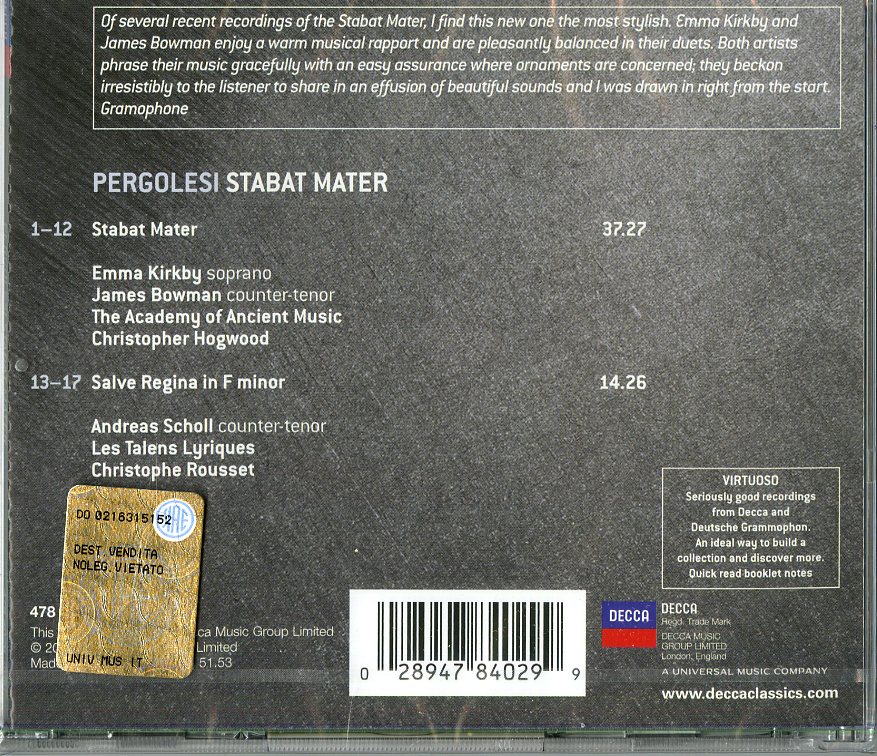 Of several recent recordings of the Stabat Mater, I find this new one the most stylish. Emma Kirkby and
James Bowman enjoy a warm musical rapport and are pleasantly balanced in their duets. Both artists
phrase their music gracefully with an easy assurance where ornaments are concerned; they beckon
irresistibly to the listener to share in an effusion of beautiful sounds and I was drawn in right from the start.
Gramophone
PERGOLESI STABAT MATER
1–12 Stabat Mater 37.27
Emma Kirkby soprano
James Bowman counter-tenor
The Academy of Ancient Music
Christopher Hogwood
13–17 Salve Regina in F minor 14.26
Andreas Scholl counter-tenor
Les Talens Lyriques
Christophe Rousset
VIRTUOSO
Seriously good recordings
from Decca and
Deutsche Grammophon.
An ideal way to build a
collection and discover more.
Quick read booklet notes
DO 0216315152
DEST.VENDITA
NOLEG.VIETATO
UNIV MUS IT
478
This Music Group Limited
© Limited
51.53
0 28947 84029 9
DECCA
DECCA
Regd. Trade Mark
DECCA MUSIC
GROUP LIMITED
London, England
A UNIVERSAL MUSIC COMPANY
www.deccaclassics.com